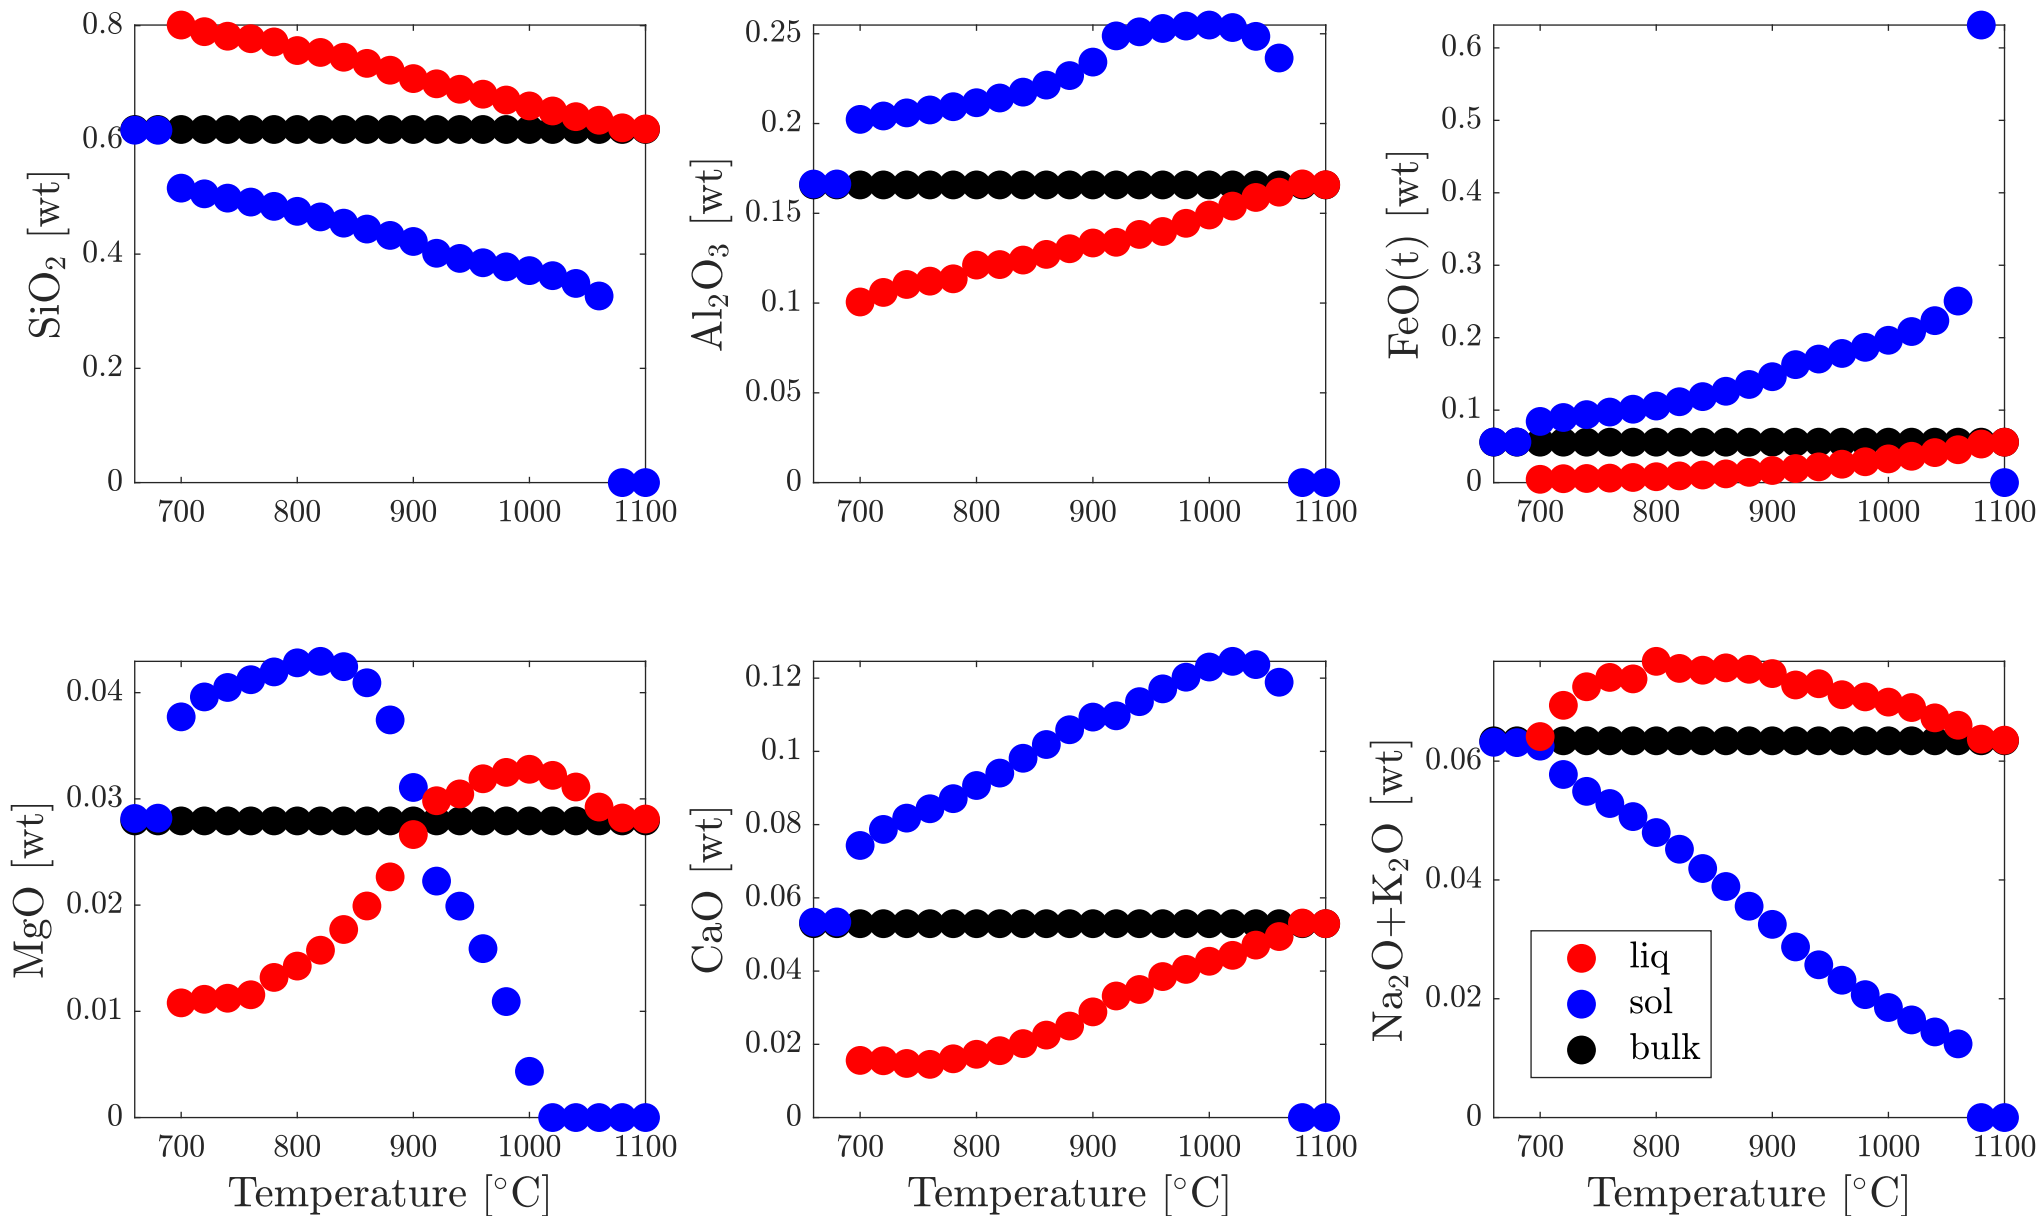 0.8
0.6
0.4
0.2
0
SiO₂ [wt]
700 800 900 1000 1100
0.25
0.2
0.15
0.1
0.05
0
Al₂O₃ [wt]
700 800 900 1000 1100
0.6
0.5
0.4
0.3
0.2
0.1
0
FeO(t) [wt]
700 800 900 1000 1100
0.04
0.03
0.02
0.01
0
MgO [wt]
700 800 900 1000 1100
Temperature [°C]
0.12
0.1
0.08
0.06
0.04
0.02
0
CaO [wt]
700 800 900 1000 1100
Temperature [°C]
0.06
0.04
0.02
0
Na₂O+K₂O [wt]
liq
sol
bulk
700 800 900 1000 1100
Temperature [°C]